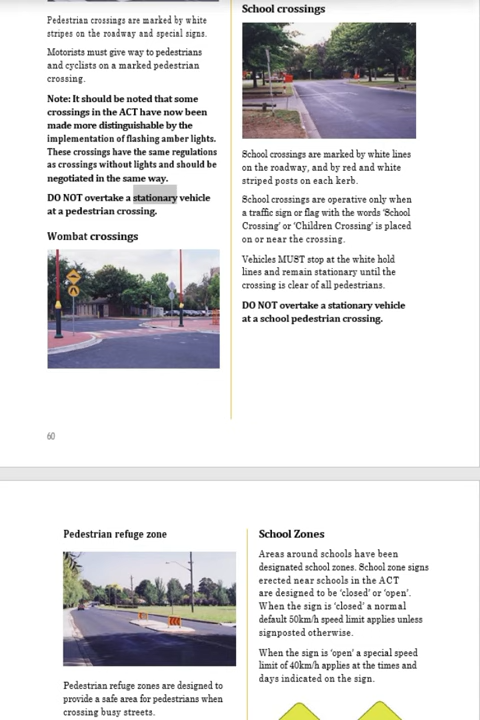 Pedestrian crossings are marked by white
stripes on the roadway and special signs.
Motorists must give way to pedestrians
and cyclists on a marked pedestrian
crossing.
Note: It should be noted that some
crossings in the ACT have now been
made more distinguishable by the
implementation of flashing amber lights.
These crossings have the same regulations
as crossings without lights and should be
negotiated in the same way.
DO NOT overtake a stationary vehicle
at a pedestrian crossing.
Wombat crossings
60
School crossings
School crossings are marked by white lines
on the roadway, and by red and white
striped posts on each kerb.
School crossings are operative only when
a traffic sign or flag with the words 'School
Crossing' or 'Children Crossing' is placed
on or near the crossing.
Vehicles MUST stop at the white hold
lines and remain stationary until the
crossing is clear of all pedestrians.
DO NOT overtake a stationary vehicle
at a school pedestrian crossing.
Pedestrian refuge zone
Pedestrian refuge zones are designed to
provide a safe area for pedestrians when
crossing busy streets.
School Zones
Areas around schools have been
designated school zones. School zone signs
erected near schools in the ACT
are designed to be 'closed' or 'open'.
When the sign is 'closed' a normal
default 50km/h speed limit applies unless
signposted otherwise.
When the sign is 'open' a special speed
limit of 40km/h applies at the times and
days indicated on the sign.